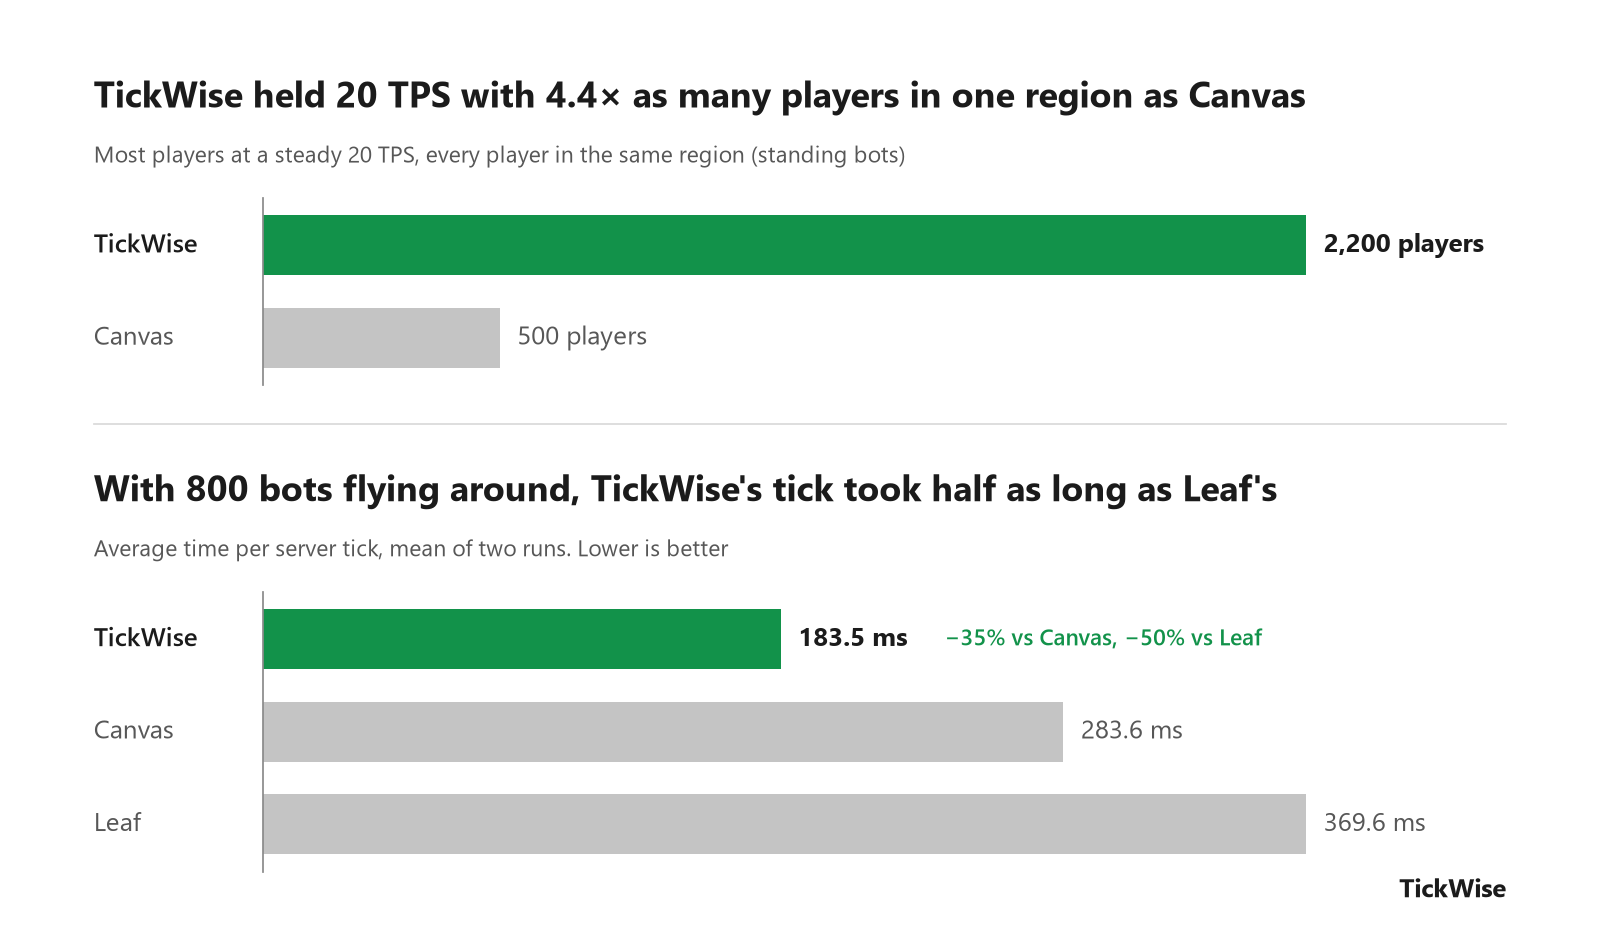 TickWise held 20 TPS with 4.4× as many players in one region as Canvas
Most players at a steady 20 TPS, every player in the same region (standing bots)
TickWise
2,200 players
Canvas
500 players
With 800 bots flying around, TickWise's tick took half as long as Leaf's
Average time per server tick, mean of two runs. Lower is better
TickWise
183.5 ms
−35% vs Canvas, −50% vs Leaf
Canvas
283.6 ms
Leaf
369.6 ms
TickWise